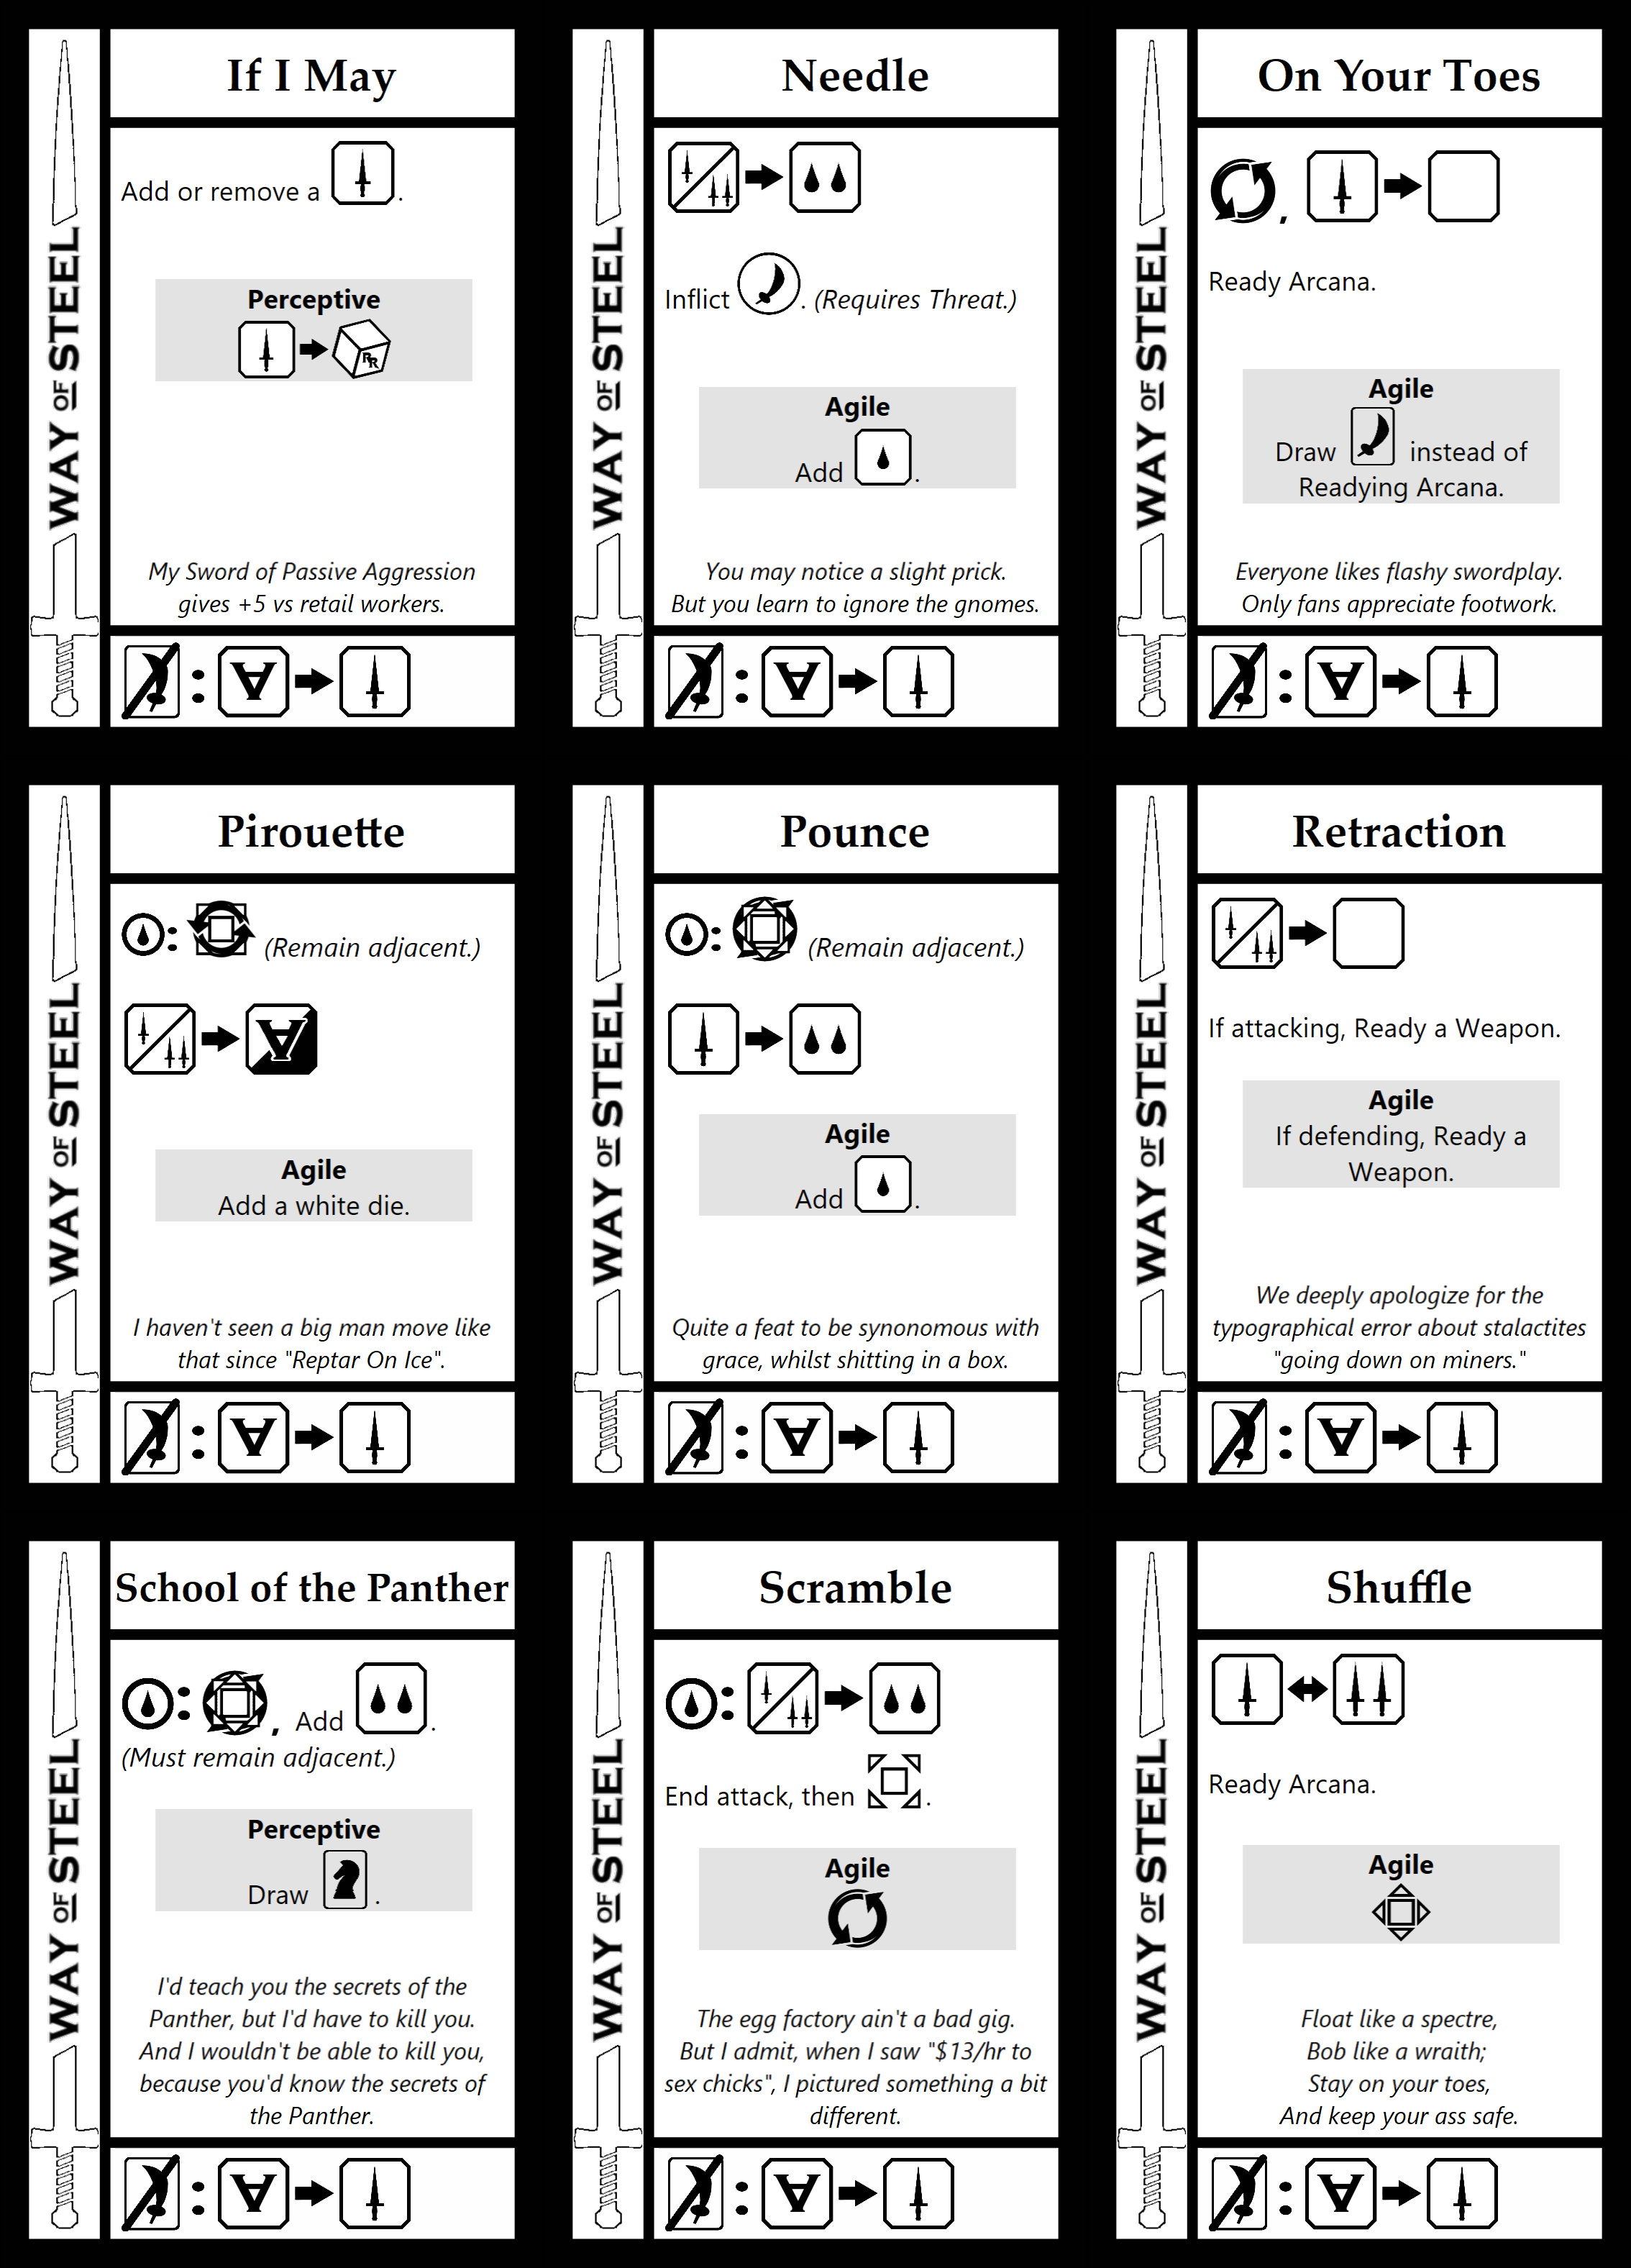 If I May
Add or remove a .
Perceptive
RR
My Sword of Passive Aggression
gives +5 vs retail workers.
: ∀
WAY OF STEEL
Needle
Inflict . (Requires Threat.)
Agile
Add .
You may notice a slight prick.
But you learn to ignore the gnomes.
: ∀
WAY OF STEEL
On Your Toes
,
Ready Arcana.
Agile
Draw instead of
Readying Arcana.
Everyone likes flashy swordplay.
Only fans appreciate footwork.
: ∀
WAY OF STEEL
Pirouette
: (Remain adjacent.)
∀
Agile
Add a white die.
I haven't seen a big man move like
that since "Reptar On Ice".
: ∀
WAY OF STEEL
Pounce
: (Remain adjacent.)
Agile
Add .
Quite a feat to be synonomous with
grace, whilst shitting in a box.
: ∀
WAY OF STEEL
Retraction
If attacking, Ready a Weapon.
Agile
If defending, Ready a
Weapon.
We deeply apologize for the
typographical error about stalactites
"going down on miners."
: ∀
WAY OF STEEL
School of the Panther
: , Add .
(Must remain adjacent.)
Perceptive
Draw .
I'd teach you the secrets of the
Panther, but I'd have to kill you.
And I wouldn't be able to kill you,
because you'd know the secrets of
the Panther.
: ∀
WAY OF STEEL
Scramble
:
End attack, then .
Agile
The egg factory ain't a bad gig.
But I admit, when I saw "$13/hr to
sex chicks", I pictured something a bit
different.
: ∀
WAY OF STEEL
Shuffle
Ready Arcana.
Agile
Float like a spectre,
Bob like a wraith;
Stay on your toes,
And keep your ass safe.
: ∀
WAY OF STEEL